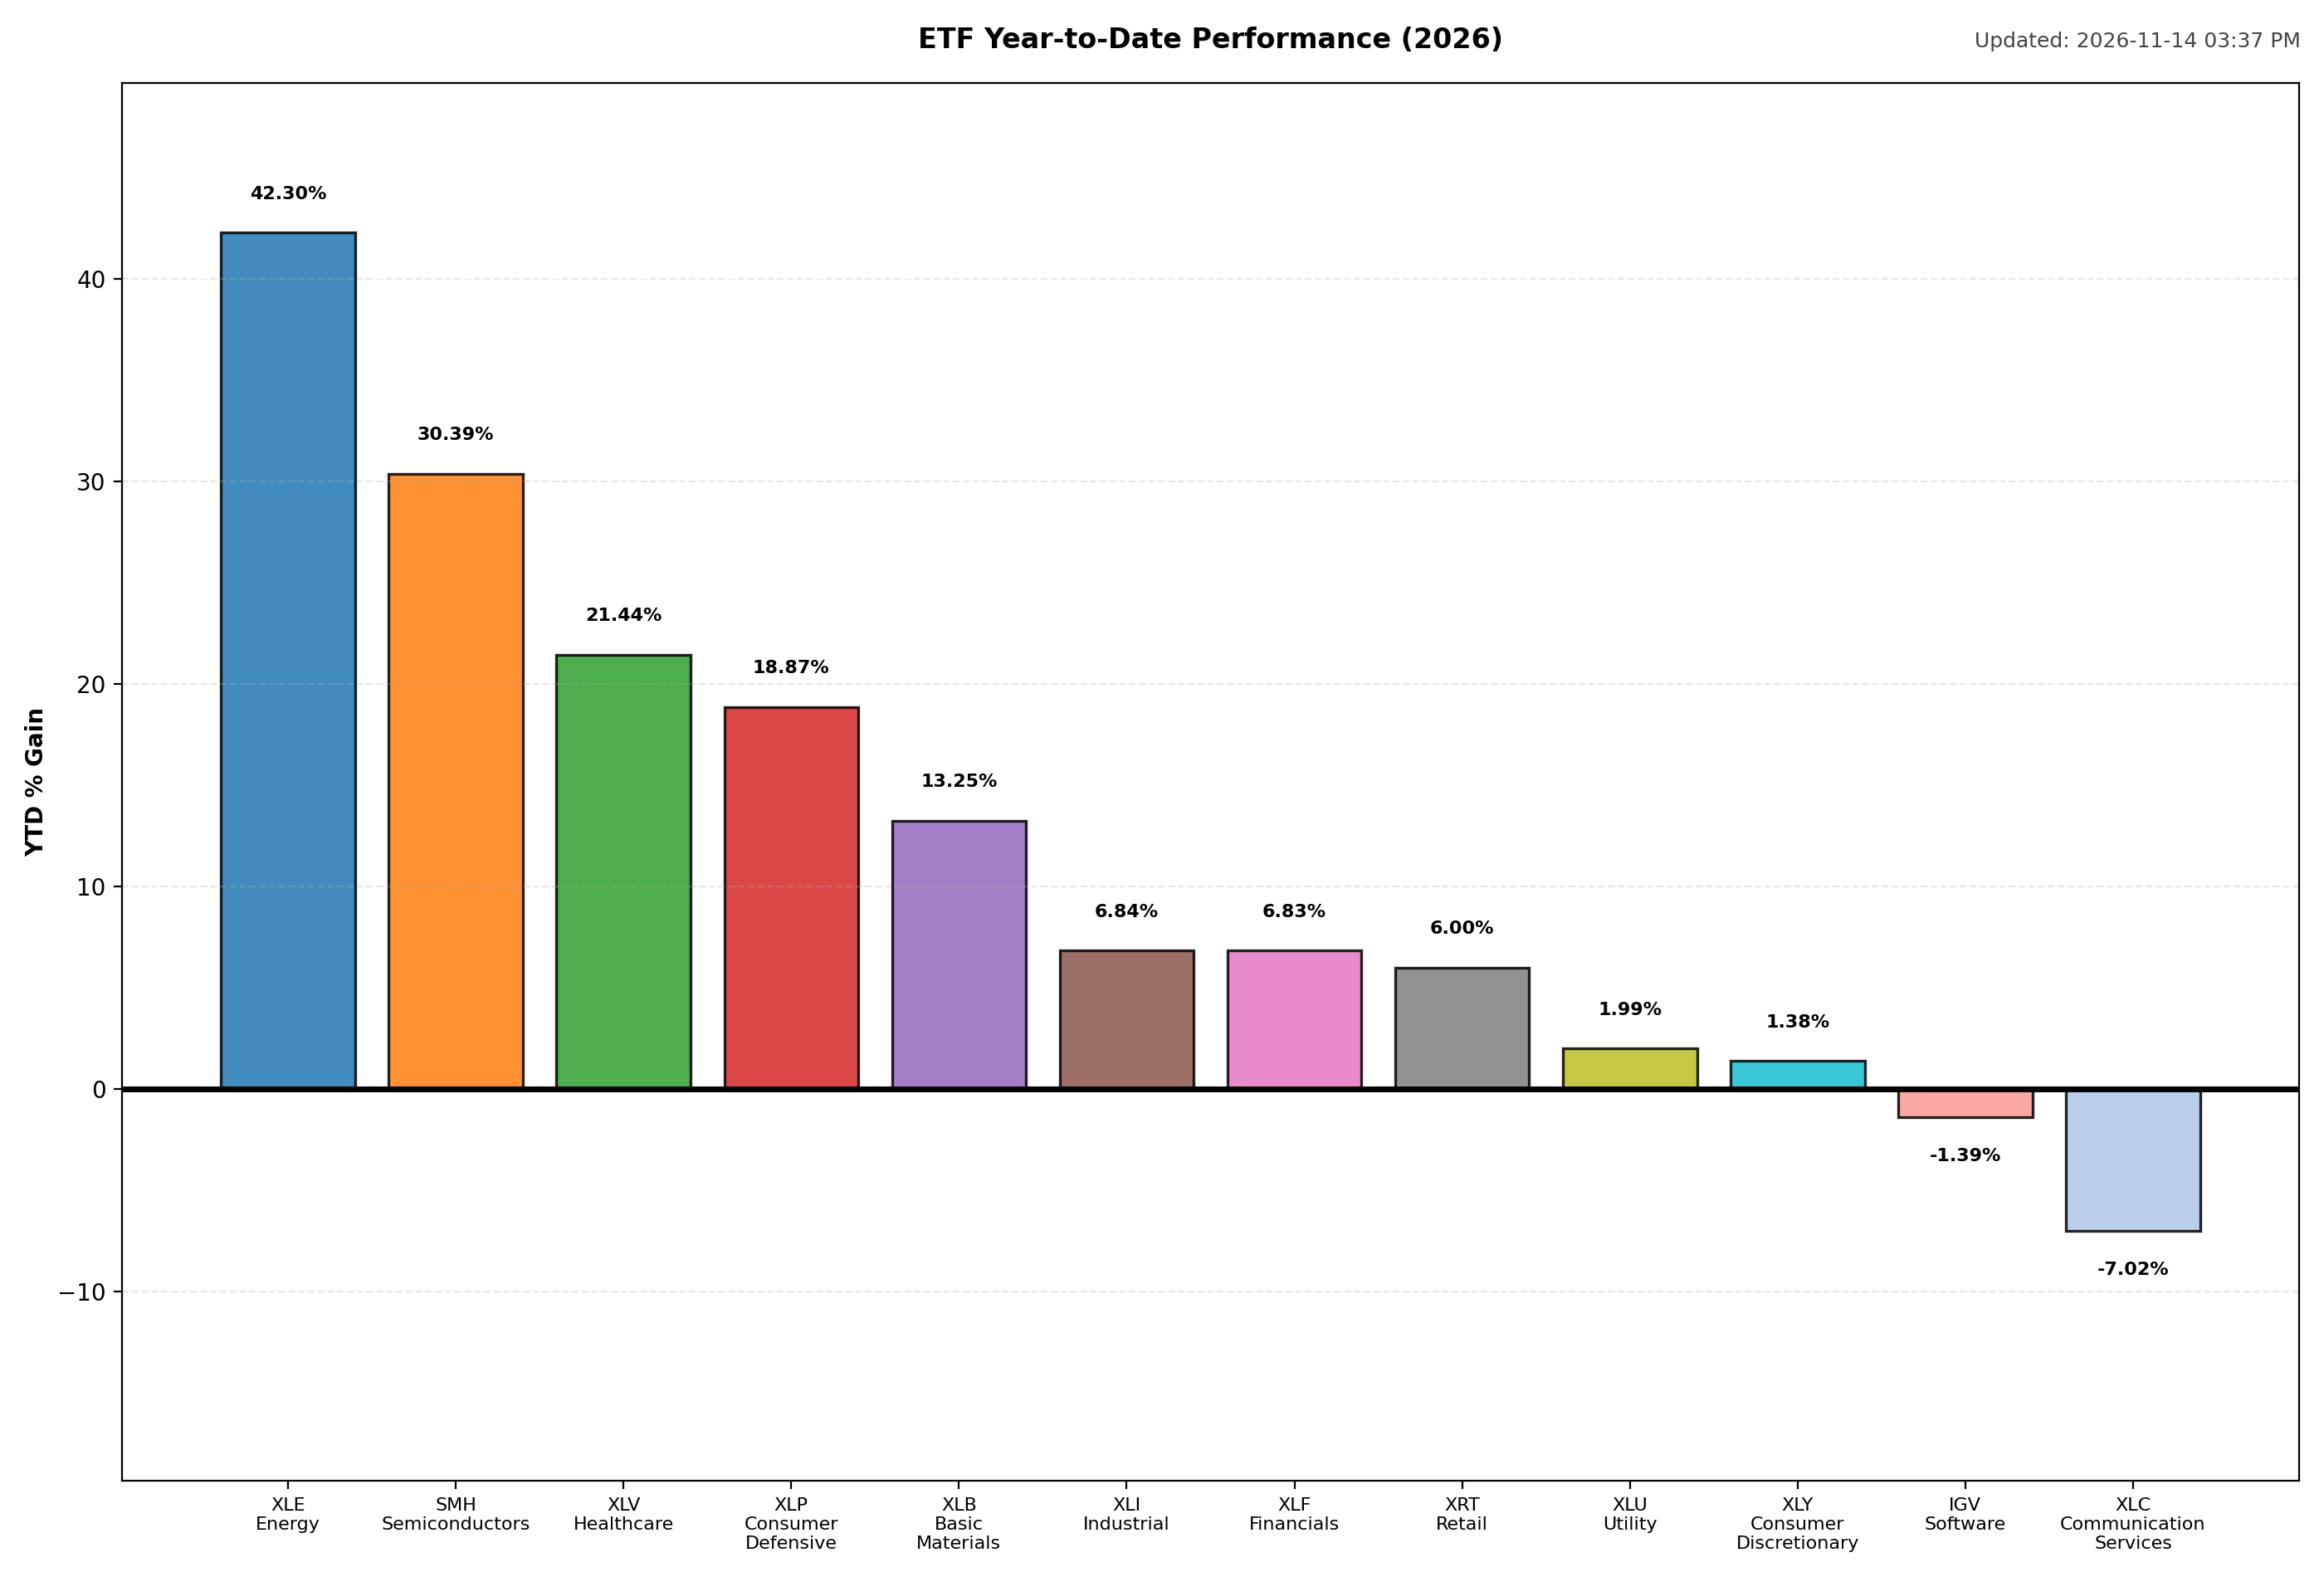 ETF Year-to-Date Performance (2026)
Updated: 2026-11-14 03:37 PM
YTD % Gain
40
30
20
10
0
−10
42.30%
30.39%
21.44%
18.87%
13.25%
6.84%
6.83%
6.00%
1.99%
1.38%
-1.39%
-7.02%
XLE
Energy
SMH
Semiconductors
XLV
Healthcare
XLP
Consumer
Defensive
XLB
Basic
Materials
XLI
Industrial
XLF
Financials
XRT
Retail
XLU
Utility
XLY
Consumer
Discretionary
IGV
Software
XLC
Communication
Services